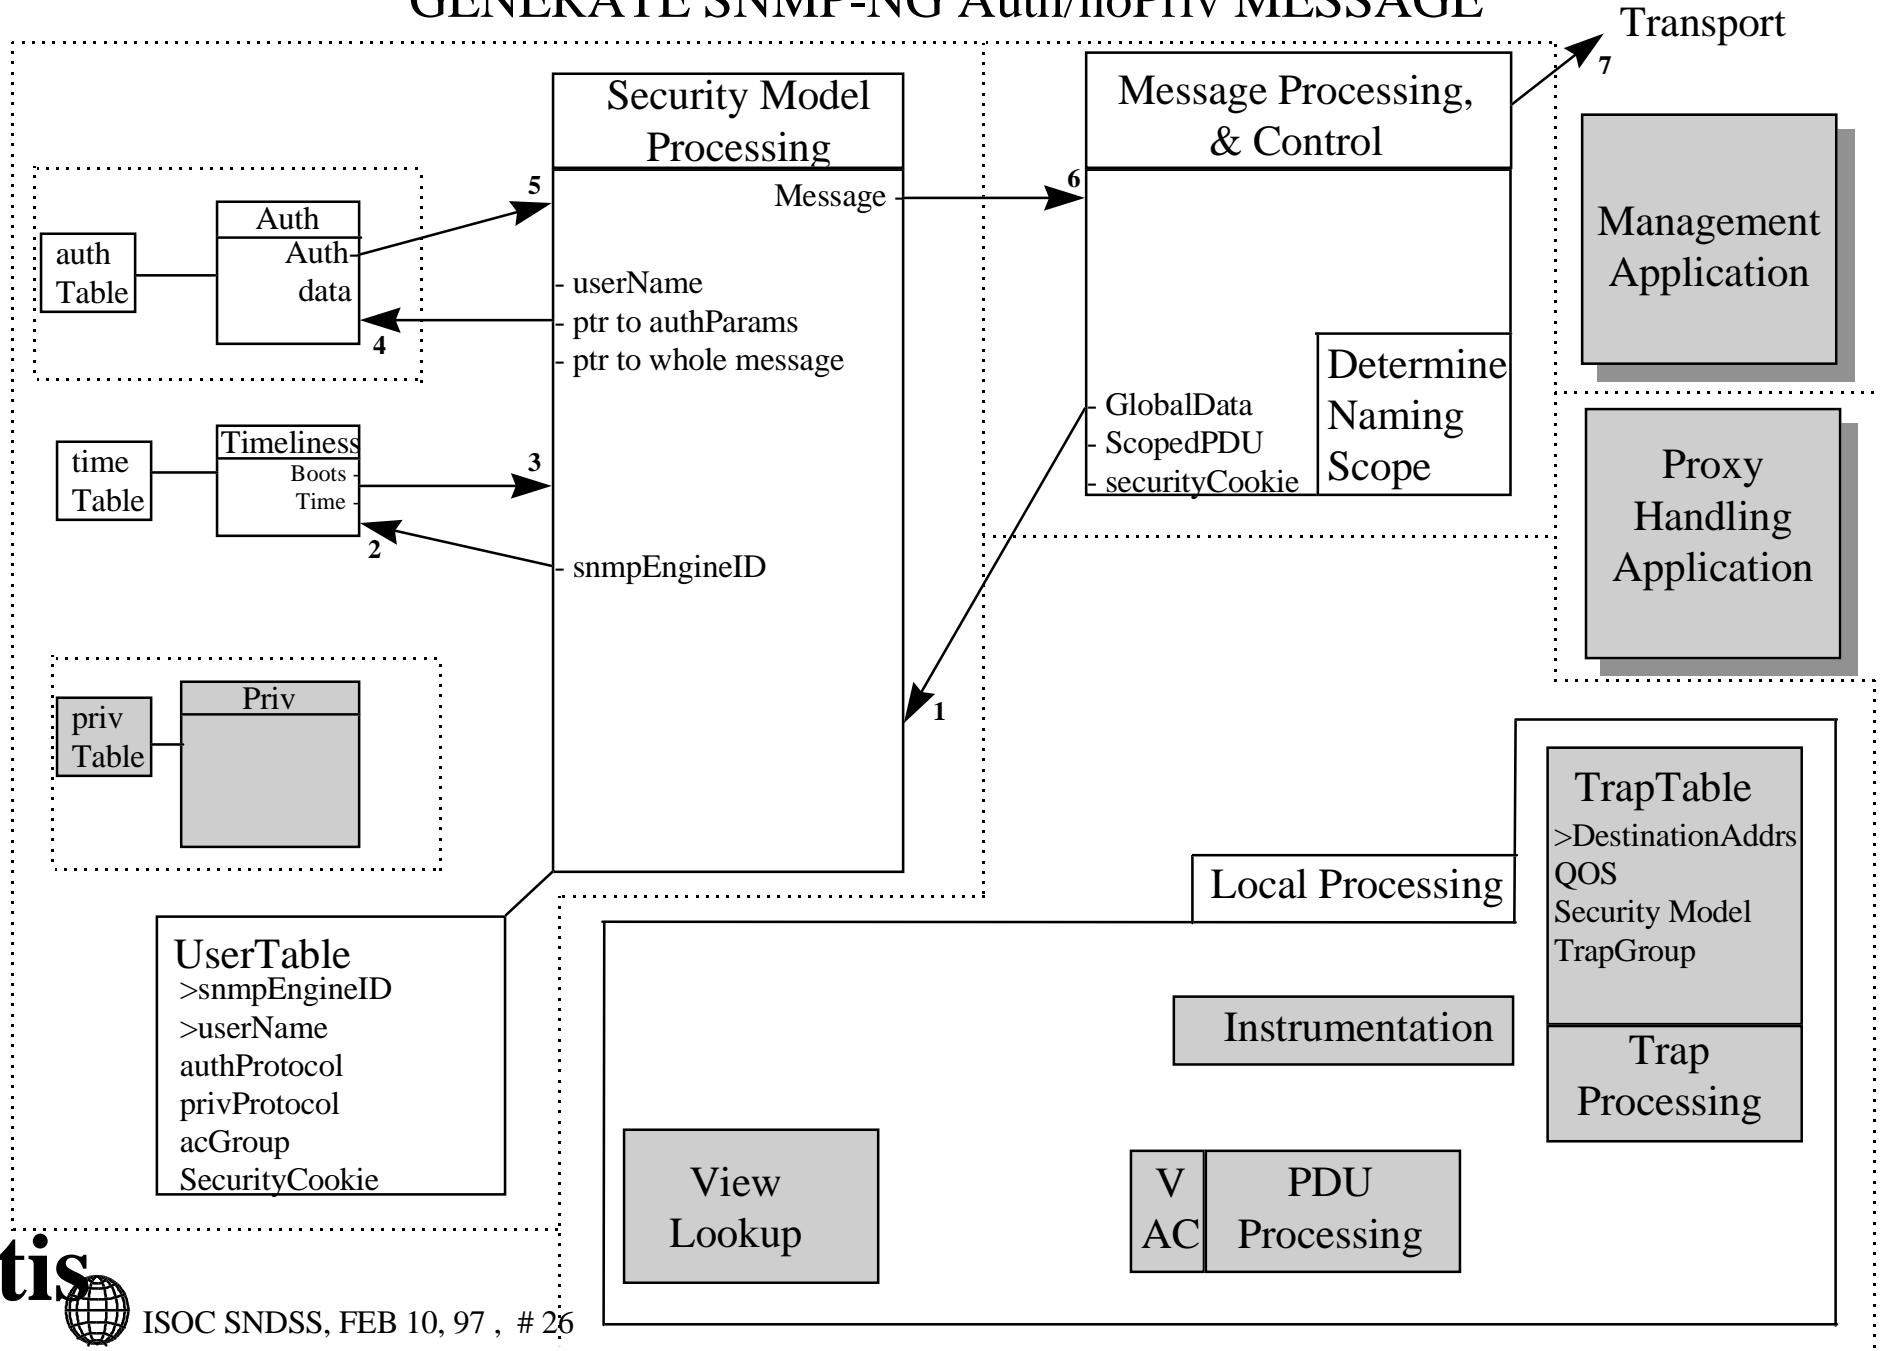 GENERATE SNMP-NG Auth/noPriv MESSAGE
Transport
7
Security Model
Processing
Message
- userName
- ptr to authParams
- ptr to whole message
- snmpEngineID
Message Processing,
& Control
6
- GlobalData
- ScopedPDU
- securityCookie
Determine
Naming
Scope
1
Management
Application
Proxy
Handling
Application
auth
Table
Auth
Auth
data
5
4
time
Table
Timeliness
Boots -
Time -
3
2
priv
Table
Priv
UserTable
>snmpEngineID
>userName
authProtocol
privProtocol
acGroup
SecurityCookie
Local Processing
TrapTable
>DestinationAddrs
QOS
Security Model
TrapGroup
Trap
Processing
Instrumentation
View
Lookup
V
AC
PDU
Processing
tis
ISOC SNDSS, FEB 10, 97 , # 26